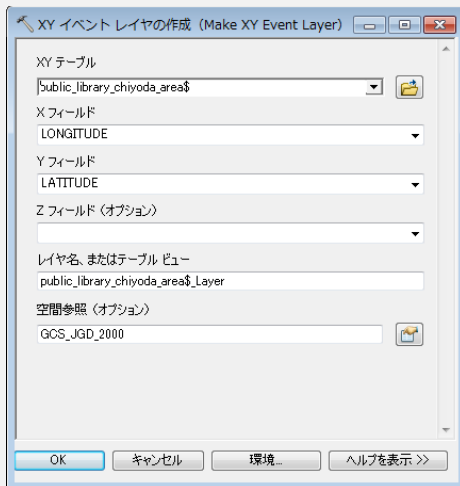 XY イベント レイヤの作成 (Make XY Event Layer)
XY テーブル
public_library_chiyoda_area$
X フィールド
LONGITUDE
Y フィールド
LATITUDE
Z フィールド (オプション)
レイヤ名、またはテーブル ビュー
public_library_chiyoda_area$_Layer
空間参照 (オプション)
GCS_JGD_2000
OK キャンセル 環境... ヘルプを表示 >>